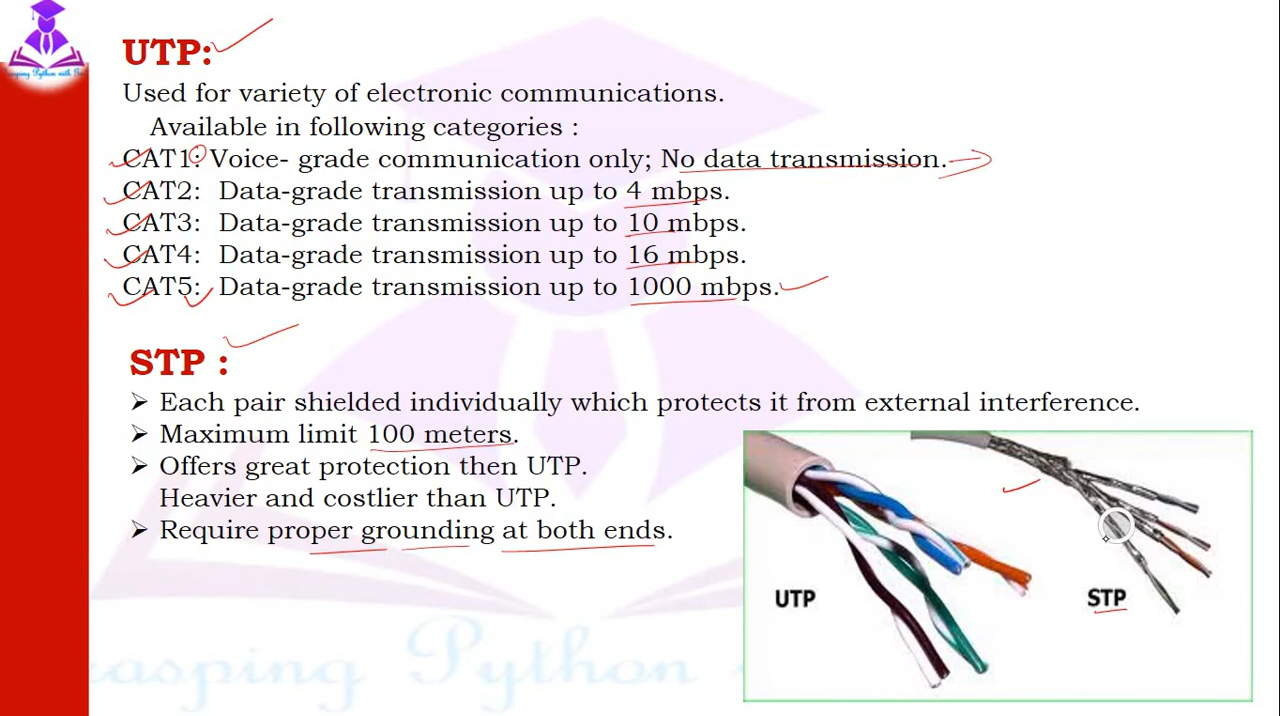 UTP:
Used for variety of electronic communications.
Available in following categories :
CAT1: Voice- grade communication only; No data transmission.
CAT2: Data-grade transmission up to 4 mbps.
CAT3: Data-grade transmission up to 10 mbps.
CAT4: Data-grade transmission up to 16 mbps.
CAT5: Data-grade transmission up to 1000 mbps.
STP :
➢ Each pair shielded individually which protects it from external interference.
➢ Maximum limit 100 meters.
➢ Offers great protection then UTP.
Heavier and costlier than UTP.
➢ Require proper grounding at both ends.
UTP
STP
Python